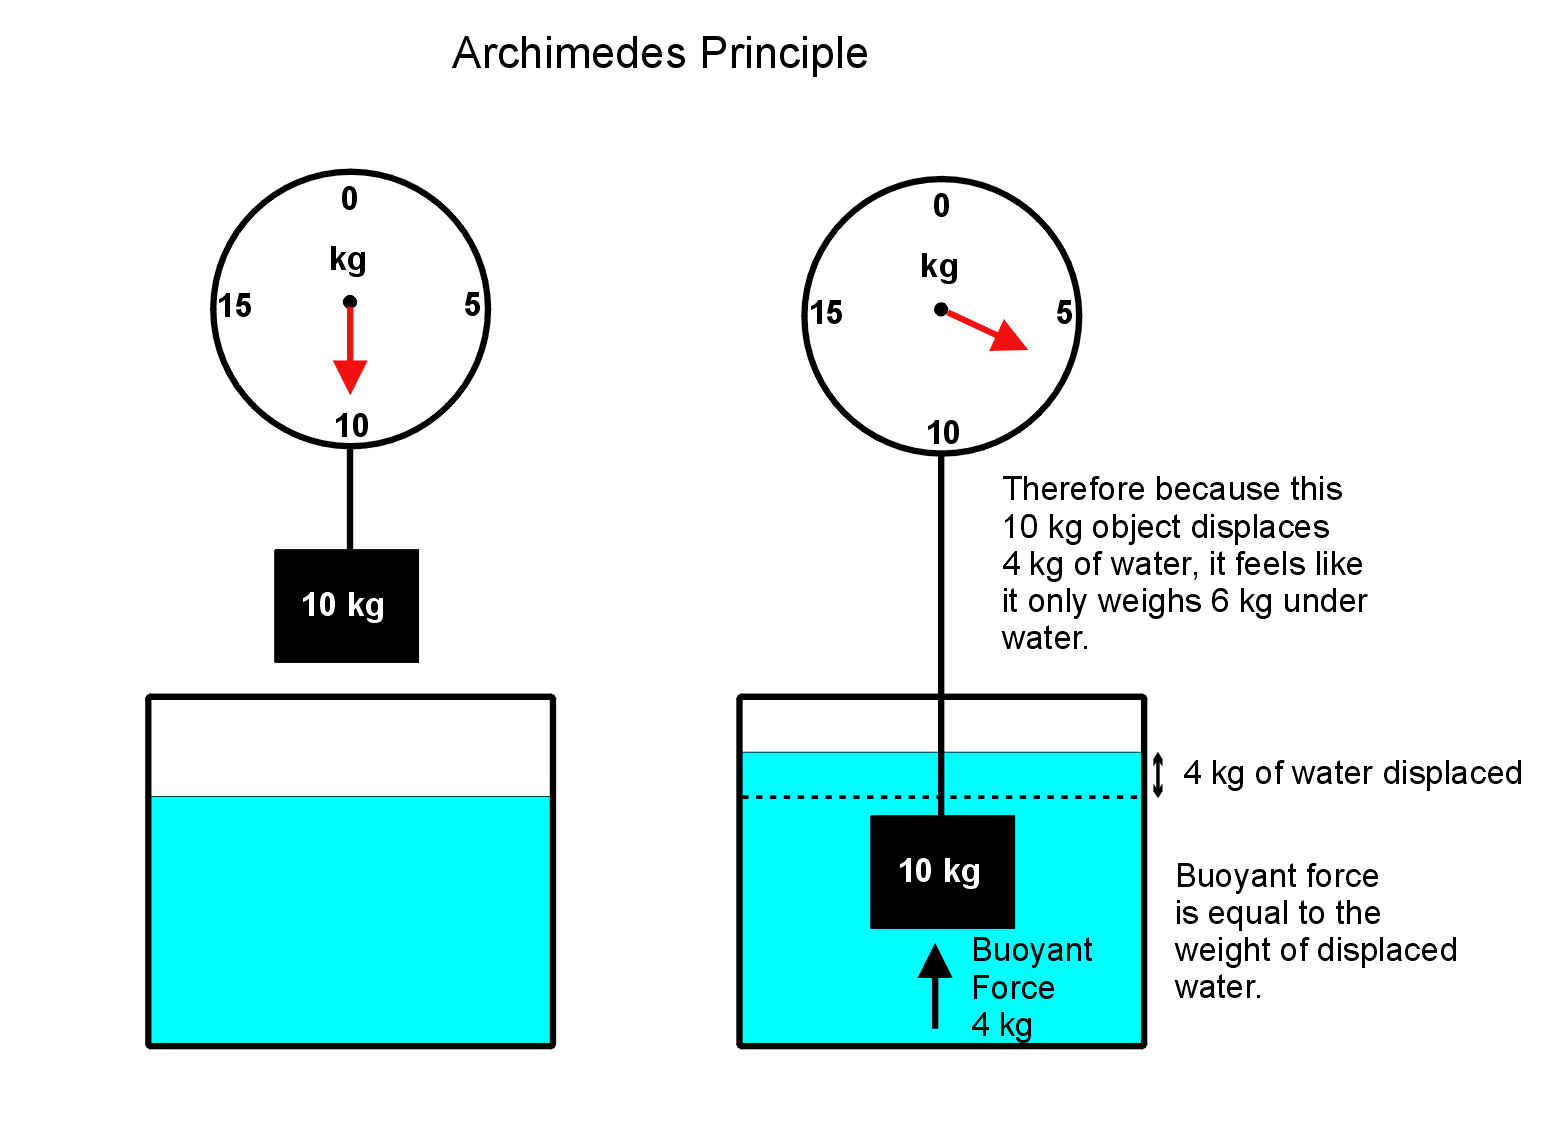 Archimedes Principle
0
kg
15
5
10
10 kg
0
kg
15
5
10
Therefore because this
10 kg object displaces
4 kg of water, it feels like
it only weighs 6 kg under
water.
4 kg of water displaced
10 kg
Buoyant
Force
4 kg
Buoyant force
is equal to the
weight of displaced
water.